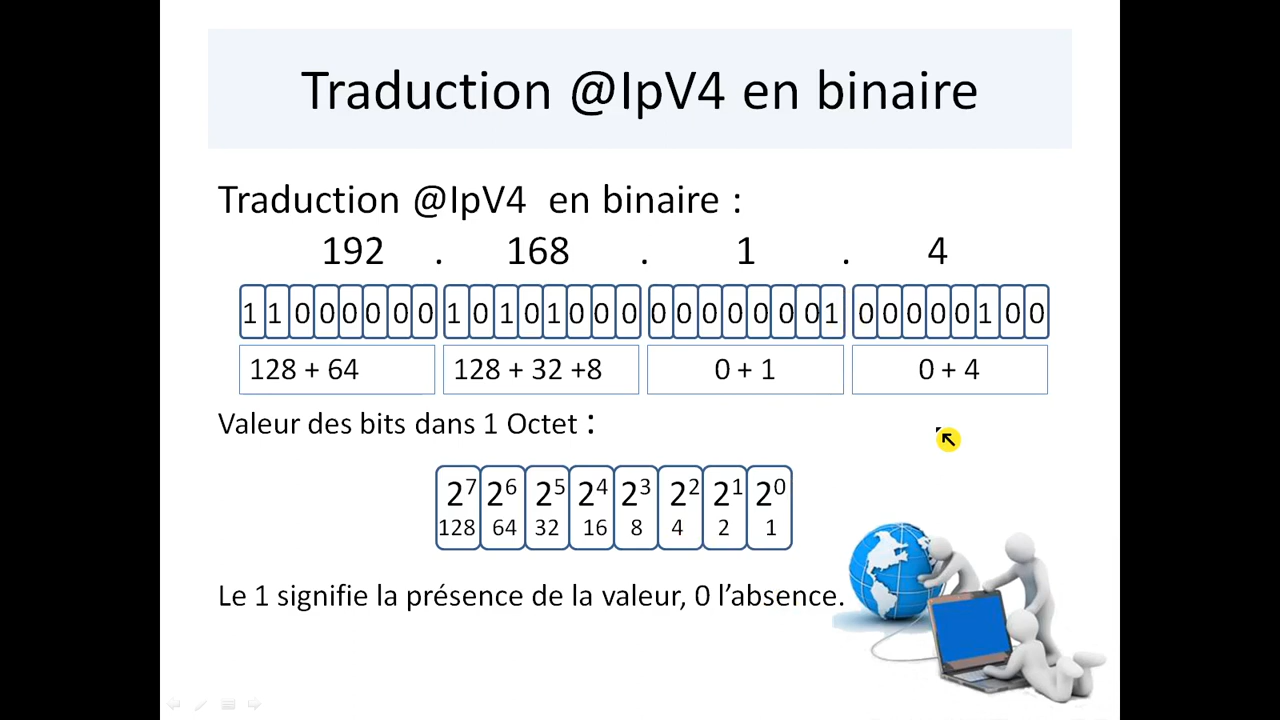 Traduction @IpV4 en binaire
Traduction @IpV4 en binaire :
192 . 168 . 1 . 4
1 1 0 0 0 0 0 0 1 0 1 0 1 0 0 0 0 0 0 0 0 0 0 1 0 0 0 0 0 1 0 0
128 + 64 128 + 32 +8 0 + 1 0 + 4
Valeur des bits dans 1 Octet :
2⁷ 2⁶ 2⁵ 2⁴ 2³ 2² 2¹ 2⁰
128 64 32 16 8 4 2 1
Le 1 signifie la présence de la valeur, 0 l’absence.